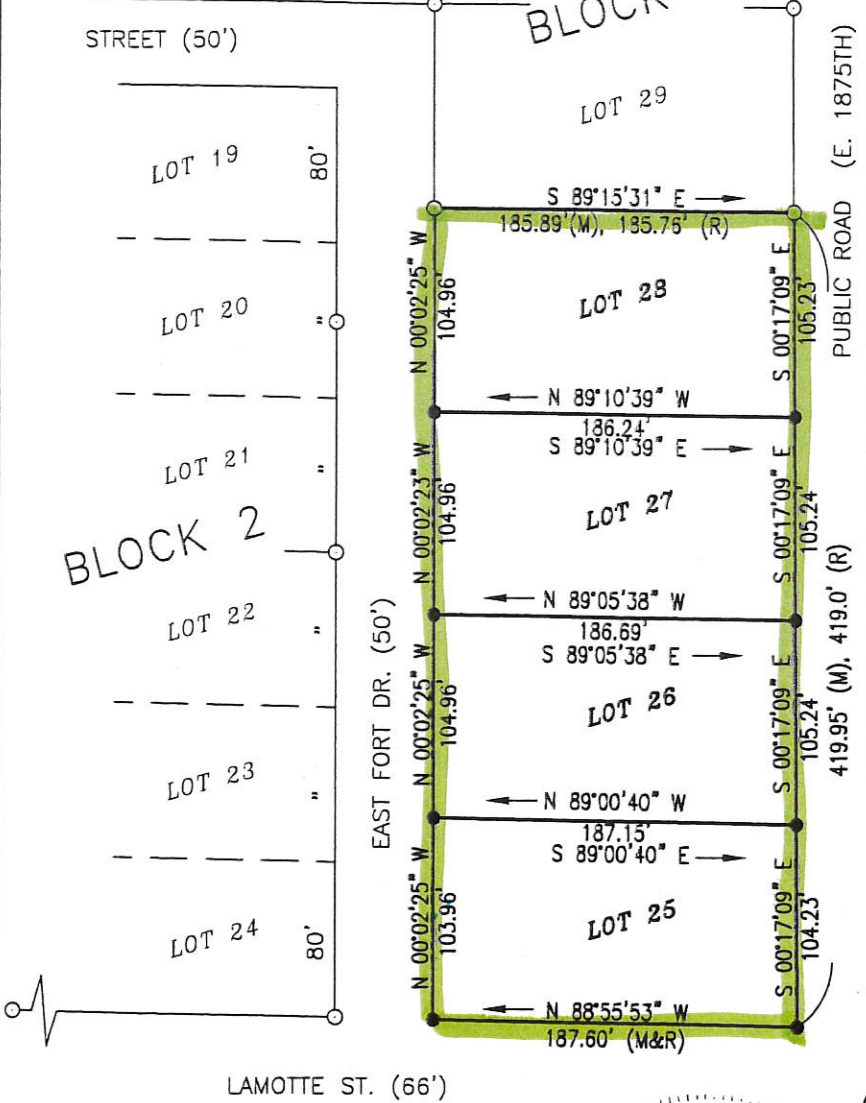 BLOCK
STREET (50')
LOT 29
PUBLIC ROAD (E. 1875TH)
LOT 19
80'
S 89°15'31" E
185.89'(M), 185.76' (R)
N 00°02'25" W
104.96'
LOT 28
S 00°17'09" E
105.23'
LOT 20
"
N 89°10'39" W
186.24'
S 89°10'39" E
LOT 21
"
N 00°02'23" W
104.96'
LOT 27
S 00°17'09" E
105.24'
BLOCK 2
N 89°05'38" W
186.69'
S 89°05'38" E
LOT 22
"
EAST FORT DR. (50')
N 00°02'25" W
104.96'
LOT 26
S 00°17'09" E
105.24'
419.95' (M), 419.0' (R)
LOT 23
"
N 89°00'40" W
187.15'
S 89°00'40" E
LOT 24
80'
N 00°02'25" W
103.96'
LOT 25
S 00°17'09" E
104.23'
N 88°55'53" W
187.60' (M&R)
LAMOTTE ST. (66')